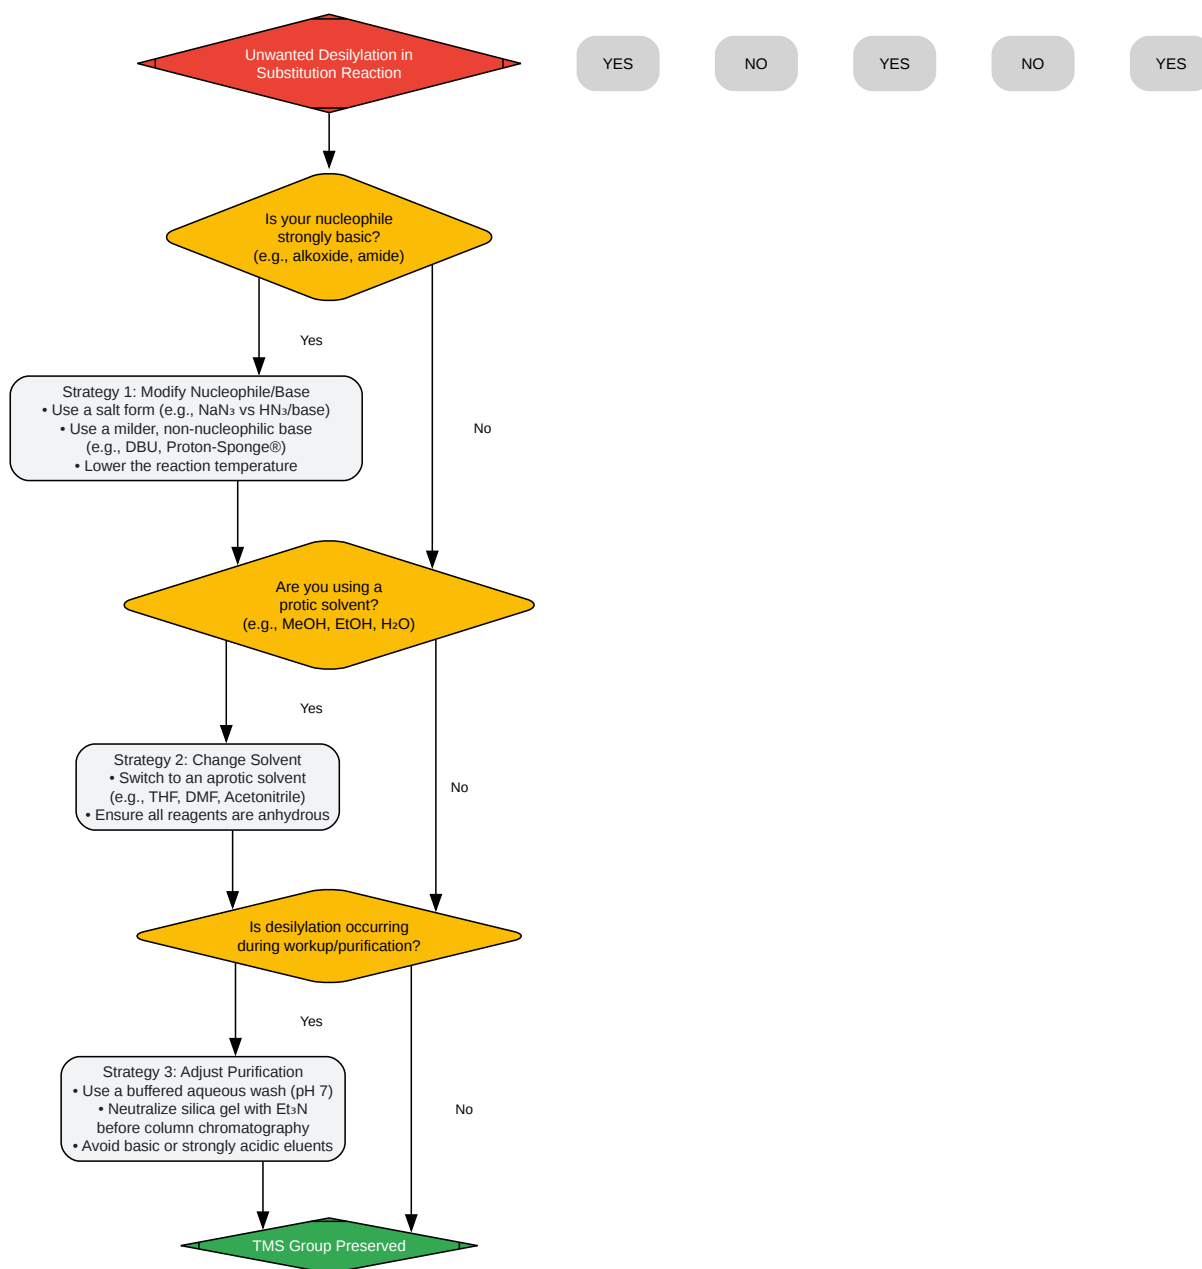 Unwanted Desilylation in
Substitution Reaction
YES
NO
YES
NO
YES
Is your nucleophile
strongly basic?
(e.g., alkoxide, amide)
Yes
Strategy 1: Modify Nucleophile/Base
• Use a salt form (e.g., NaN₃ vs HN₃/base)
• Use a milder, non-nucleophilic base
(e.g., DBU, Proton-Sponge®)
• Lower the reaction temperature
No
Are you using a
protic solvent?
(e.g., MeOH, EtOH, H₂O)
Yes
Strategy 2: Change Solvent
• Switch to an aprotic solvent
(e.g., THF, DMF, Acetonitrile)
• Ensure all reagents are anhydrous
No
Is desilylation occurring
during workup/purification?
Yes
Strategy 3: Adjust Purification
• Use a buffered aqueous wash (pH 7)
• Neutralize silica gel with Et₃N
before column chromatography
• Avoid basic or strongly acidic eluents
No
TMS Group Preserved